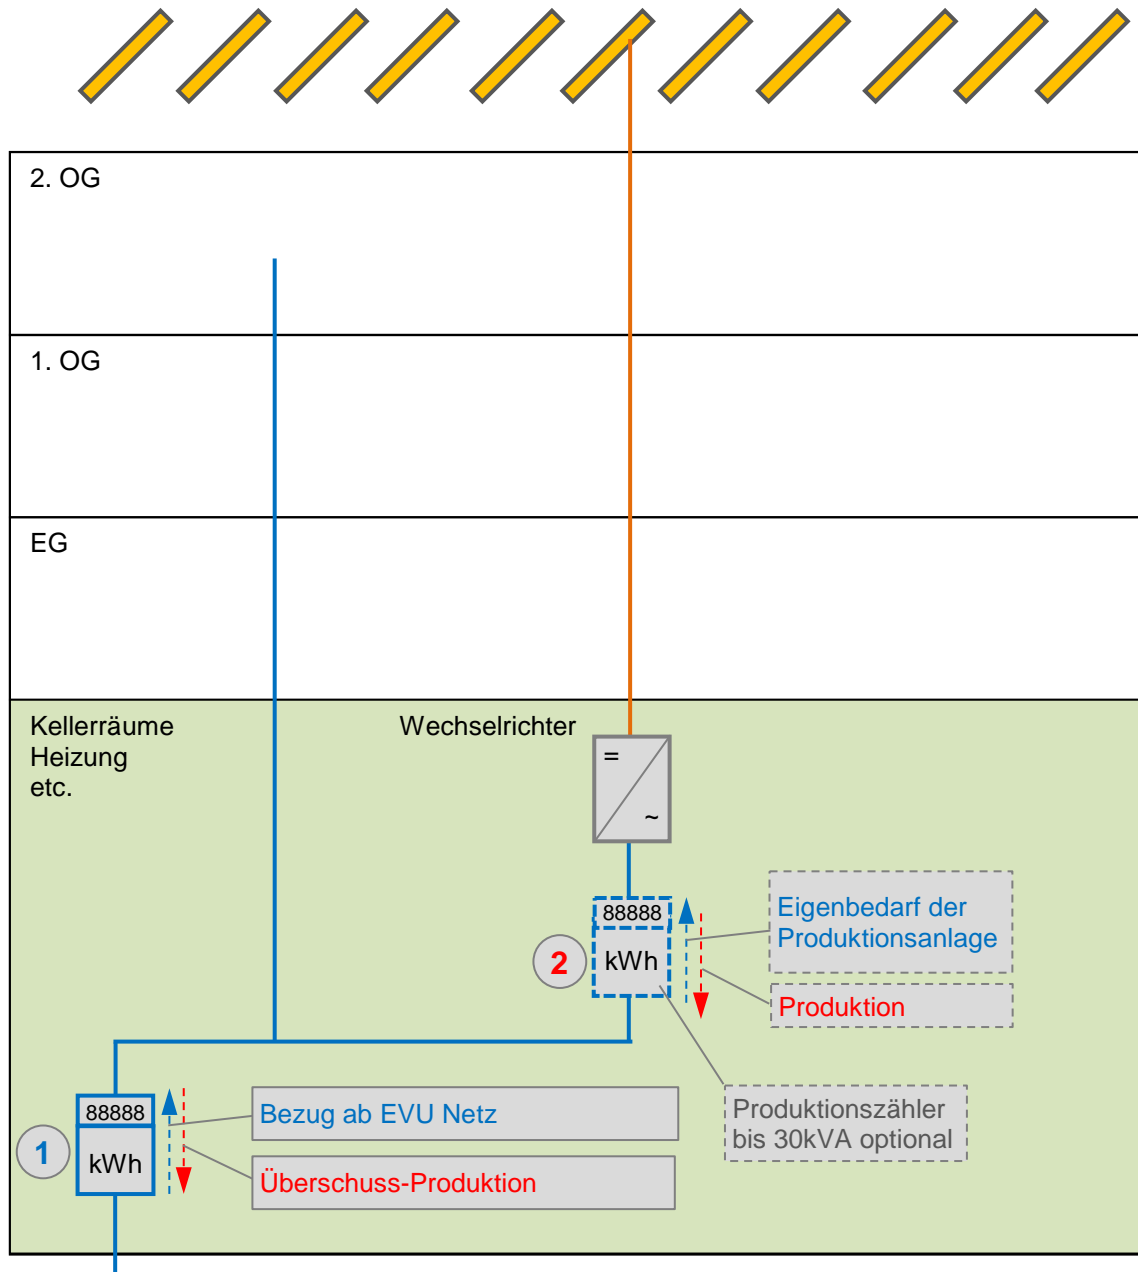 2. OG
1. OG
EG
Kellerräume
Heizung
etc.
Wechselrichter
=
~
88888
kWh
2
Eigenbedarf der
Produktionsanlage
Produktion
88888
kWh
1
Bezug ab EVU Netz
Überschuss-Produktion
Produktionszähler
bis 30kVA optional